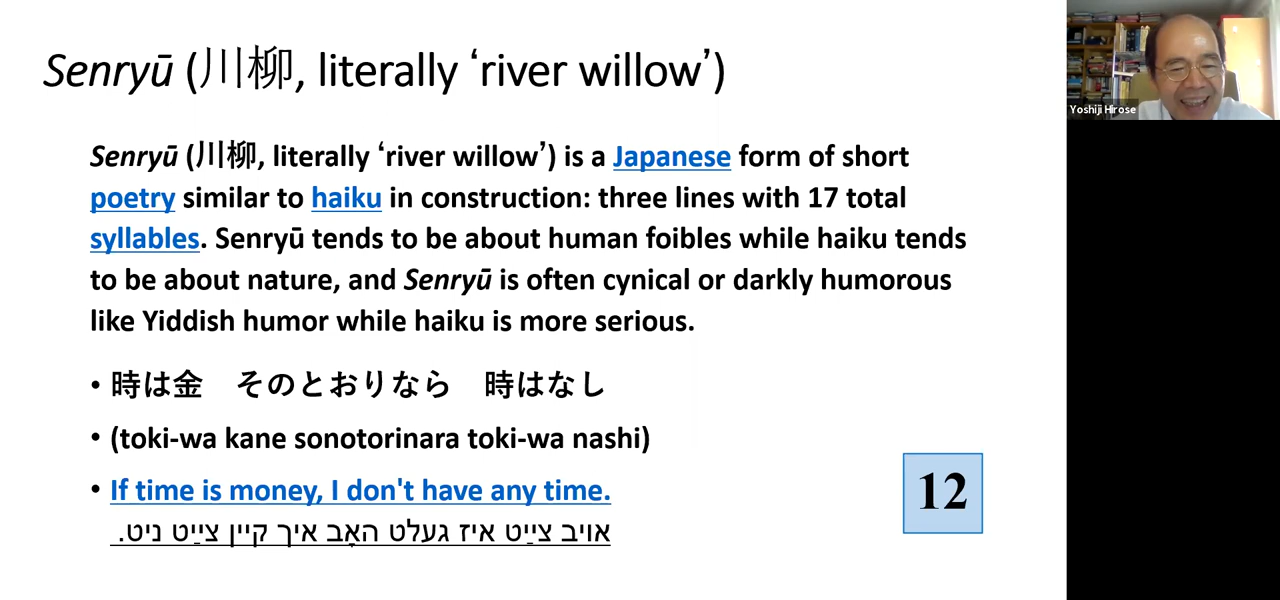 Senryū (川柳, literally ‘river willow’)
Senryū (川柳, literally ‘river willow’) is a Japanese form of short
poetry similar to haiku in construction: three lines with 17 total
syllables. Senryū tends to be about human foibles while haiku tends
to be about nature, and Senryū is often cynical or darkly humorous
like Yiddish humor while haiku is more serious.
• 時は金　そのとおりなら　時はなし
• (toki-wa kane sonotorinara toki-wa nashi)
• If time is money, I don't have any time.
אויב צייַט איז געלט האָב איך קיין צייַט ניט.
12
Yoshiji Hirose